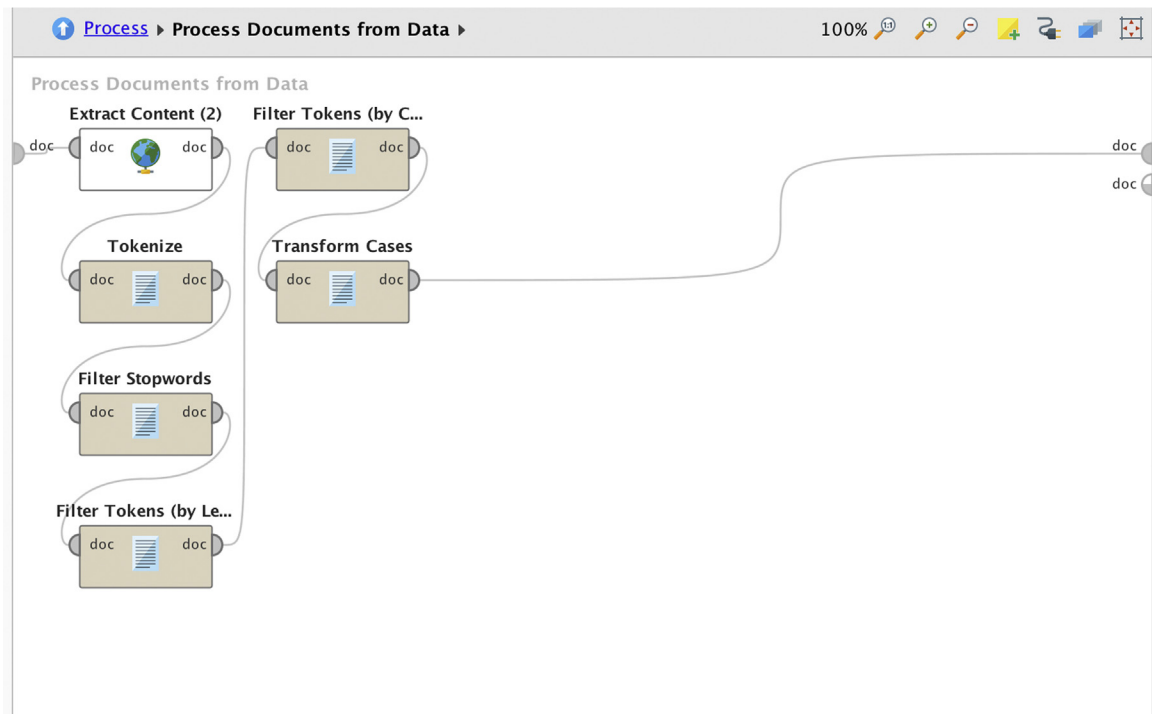 Process Process Documents from Data 100%
Process Documents from Data
Extract Content (2) Filter Tokens (by C...
doc doc doc doc doc doc
doc
Tokenize Transform Cases
doc doc doc doc
Filter Stopwords
doc doc
Filter Tokens (by Le...
doc doc